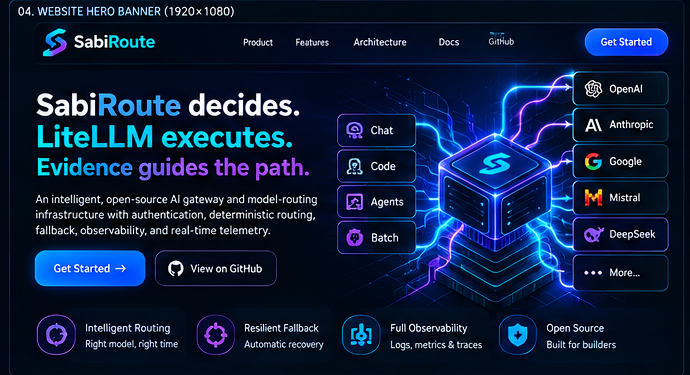 04. WEBSITE HERO BANNER (1920×1080)
SabiRoute
Product
Features
Architecture
Docs
GitHub
Get Started
SabiRoute decides.
LiteLLM executes.
Evidence guides the path.
An intelligent, open-source AI gateway and model-routing
infrastructure with authentication, deterministic routing,
fallback, observability, and real-time telemetry.
Get Started →
View on GitHub
Chat
Code
Agents
Batch
OpenAI
Anthropic
Google
Mistral
DeepSeek
More...
Intelligent Routing
Right model, right time
Resilient Fallback
Automatic recovery
Full Observability
Logs, metrics & traces
Open Source
Built for builders